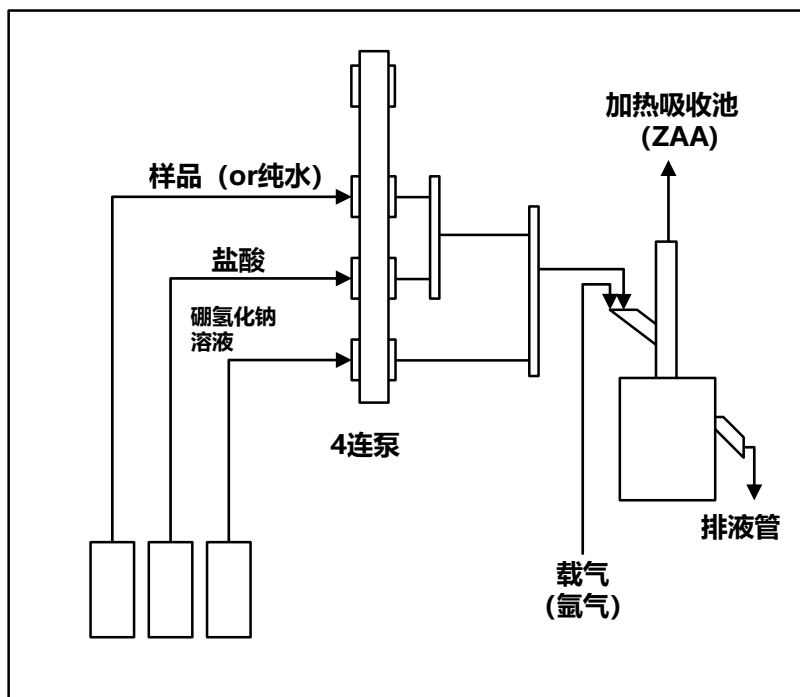 加热吸收池
(ZAA)
样品（or纯水）
盐酸
硼氢化钠
溶液
4连泵
排液管
载气
(氩气)